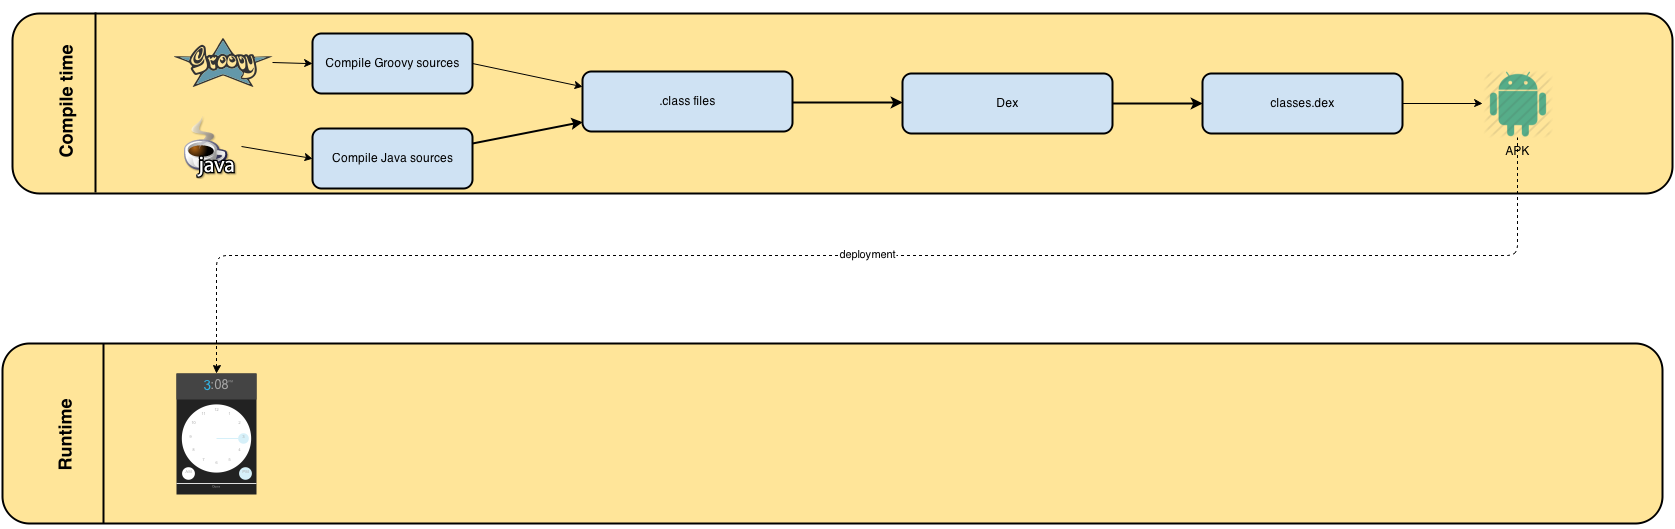 Compile time
Groovy
Compile Groovy sources
java
Compile Java sources
.class files
Dex
classes.dex
APK
deployment
Runtime
3:08